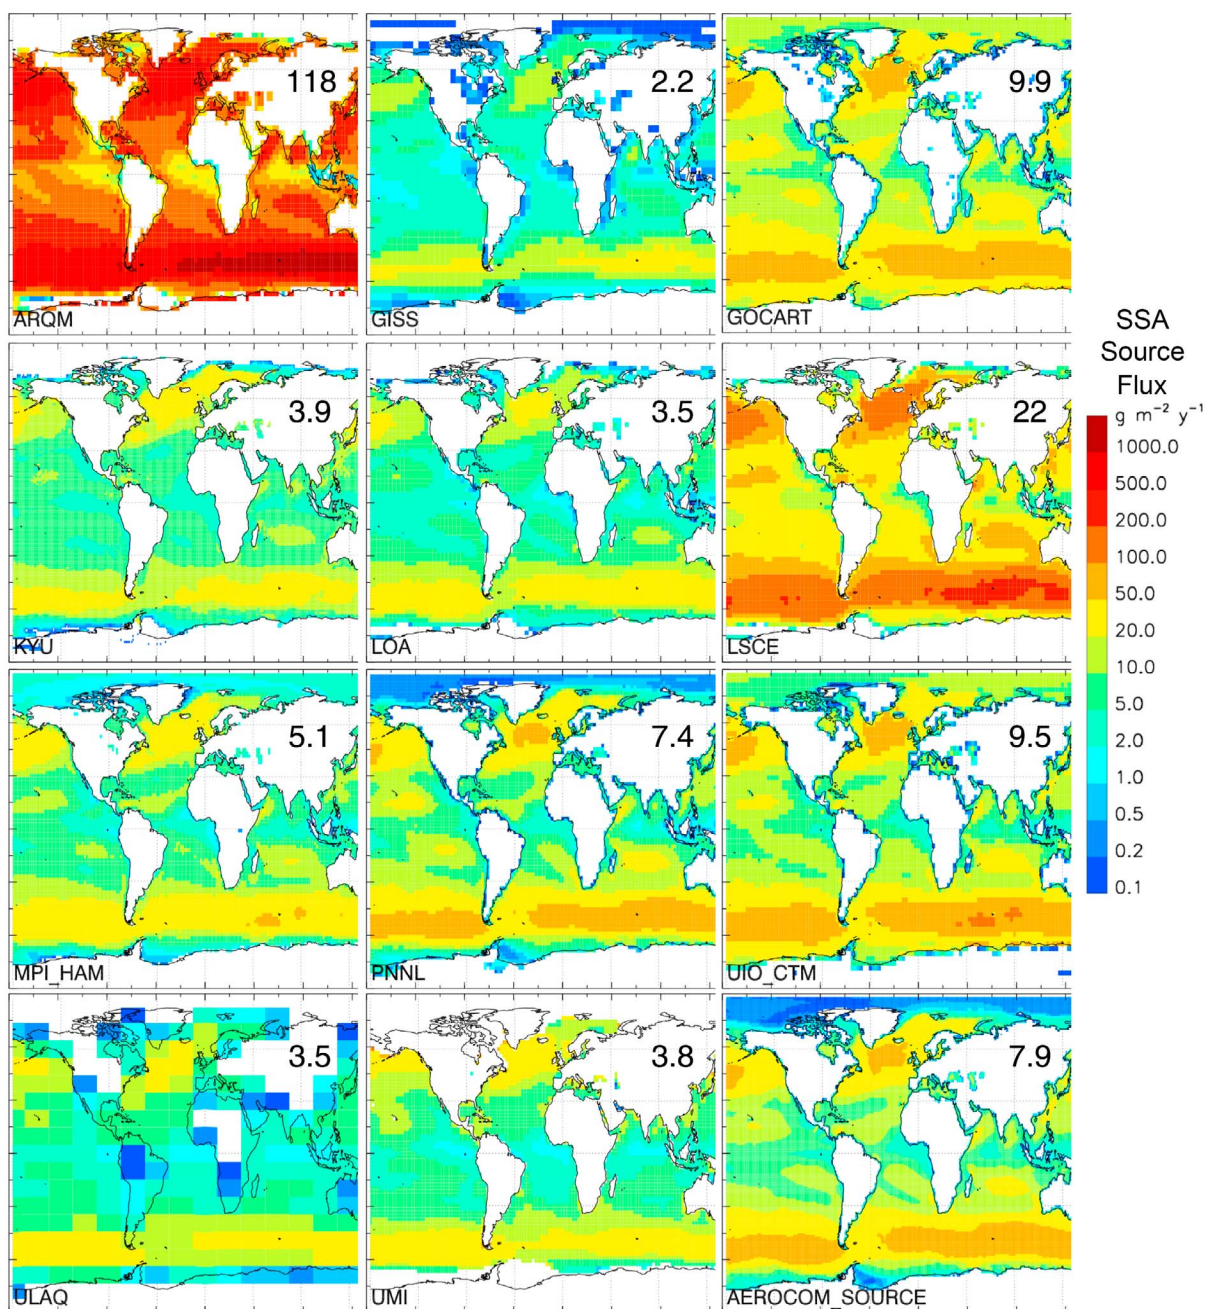 118
ARQM
2.2
GISS
9.9
GOCART
3.9
KYU
3.5
LOA
22
LSCE
5.1
MPI_HAM
7.4
PNNL
9.5
UIO_CTM
3.5
ULAQ
3.8
UMI
7.9
AEROCOM_SOURCE
SSA
Source
Flux
g m⁻² y⁻¹
1000.0
500.0
200.0
100.0
50.0
20.0
10.0
5.0
2.0
1.0
0.5
0.2
0.1